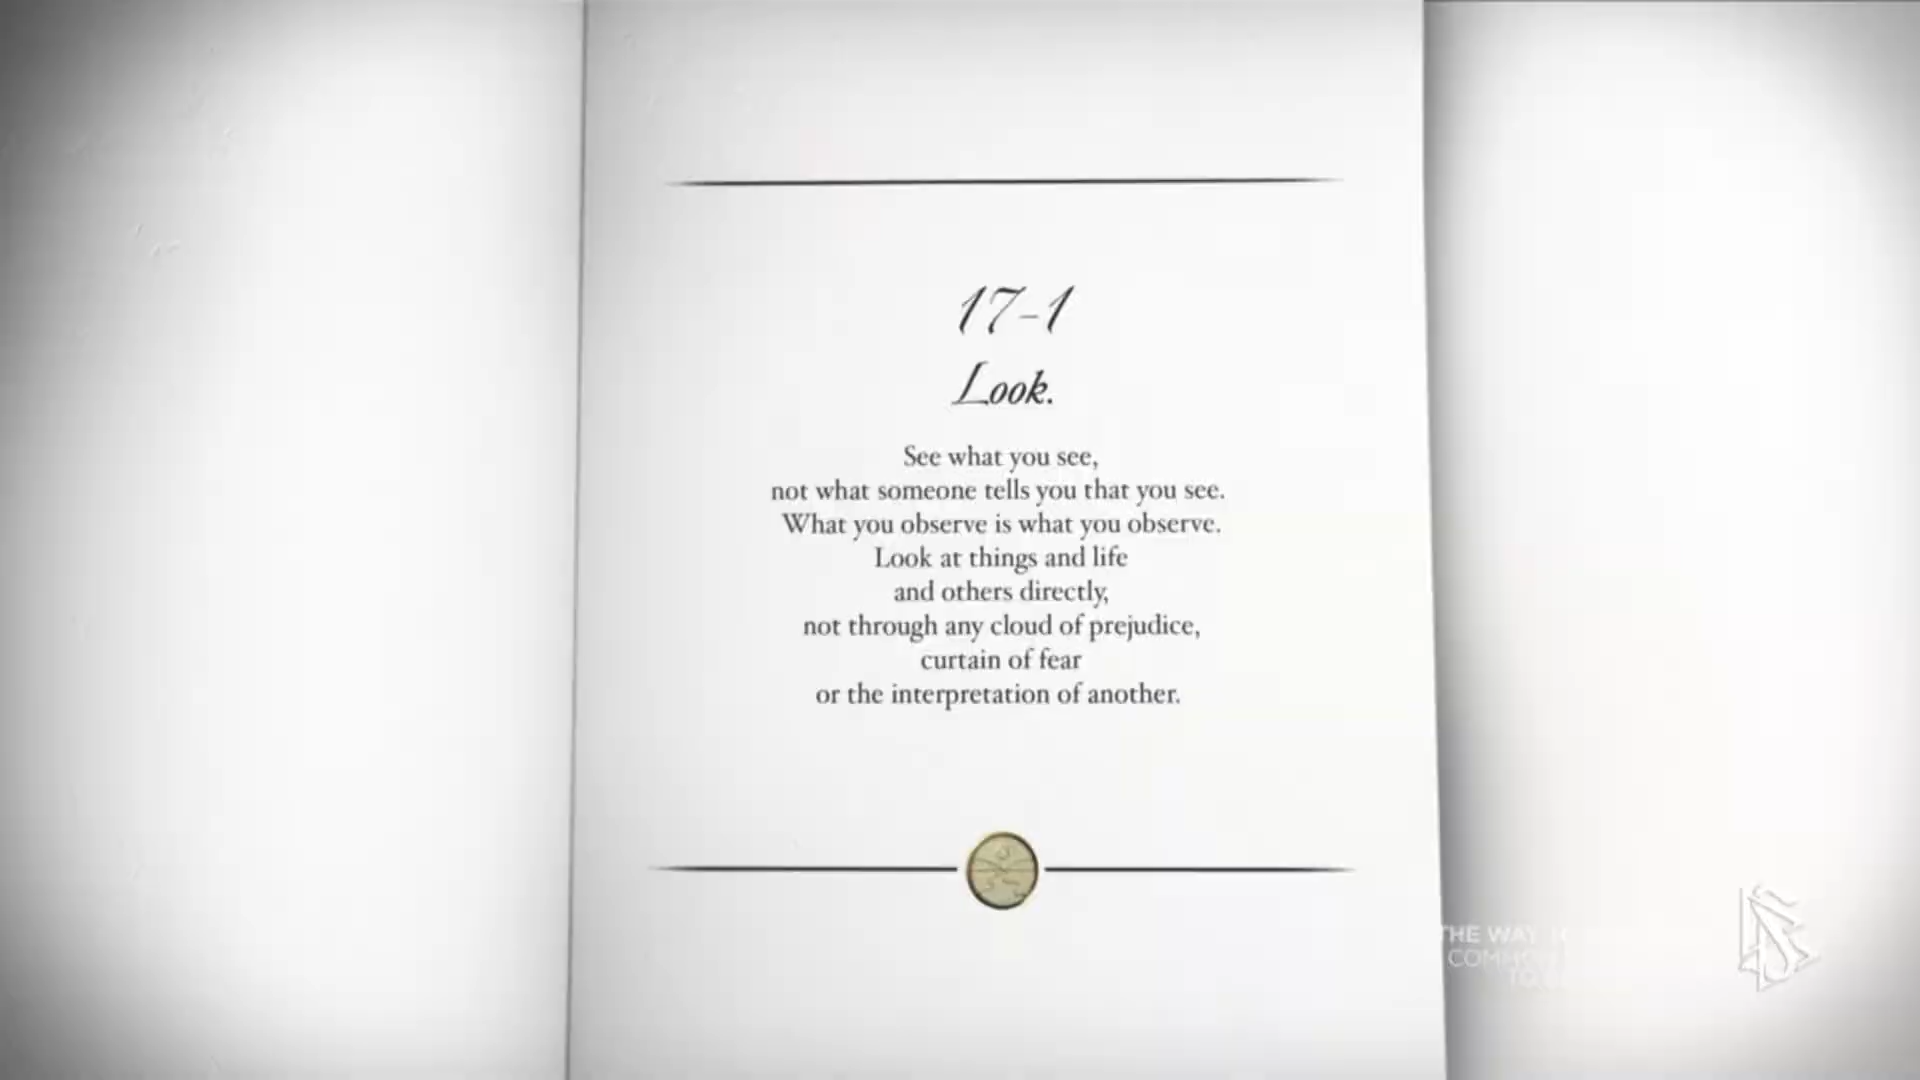 17-1
Look.
See what you see,
not what someone tells you that you see.
What you observe is what you observe.
Look at things and life
and others directly,
not through any cloud of prejudice,
curtain of fear
or the interpretation of another.
THE WAY